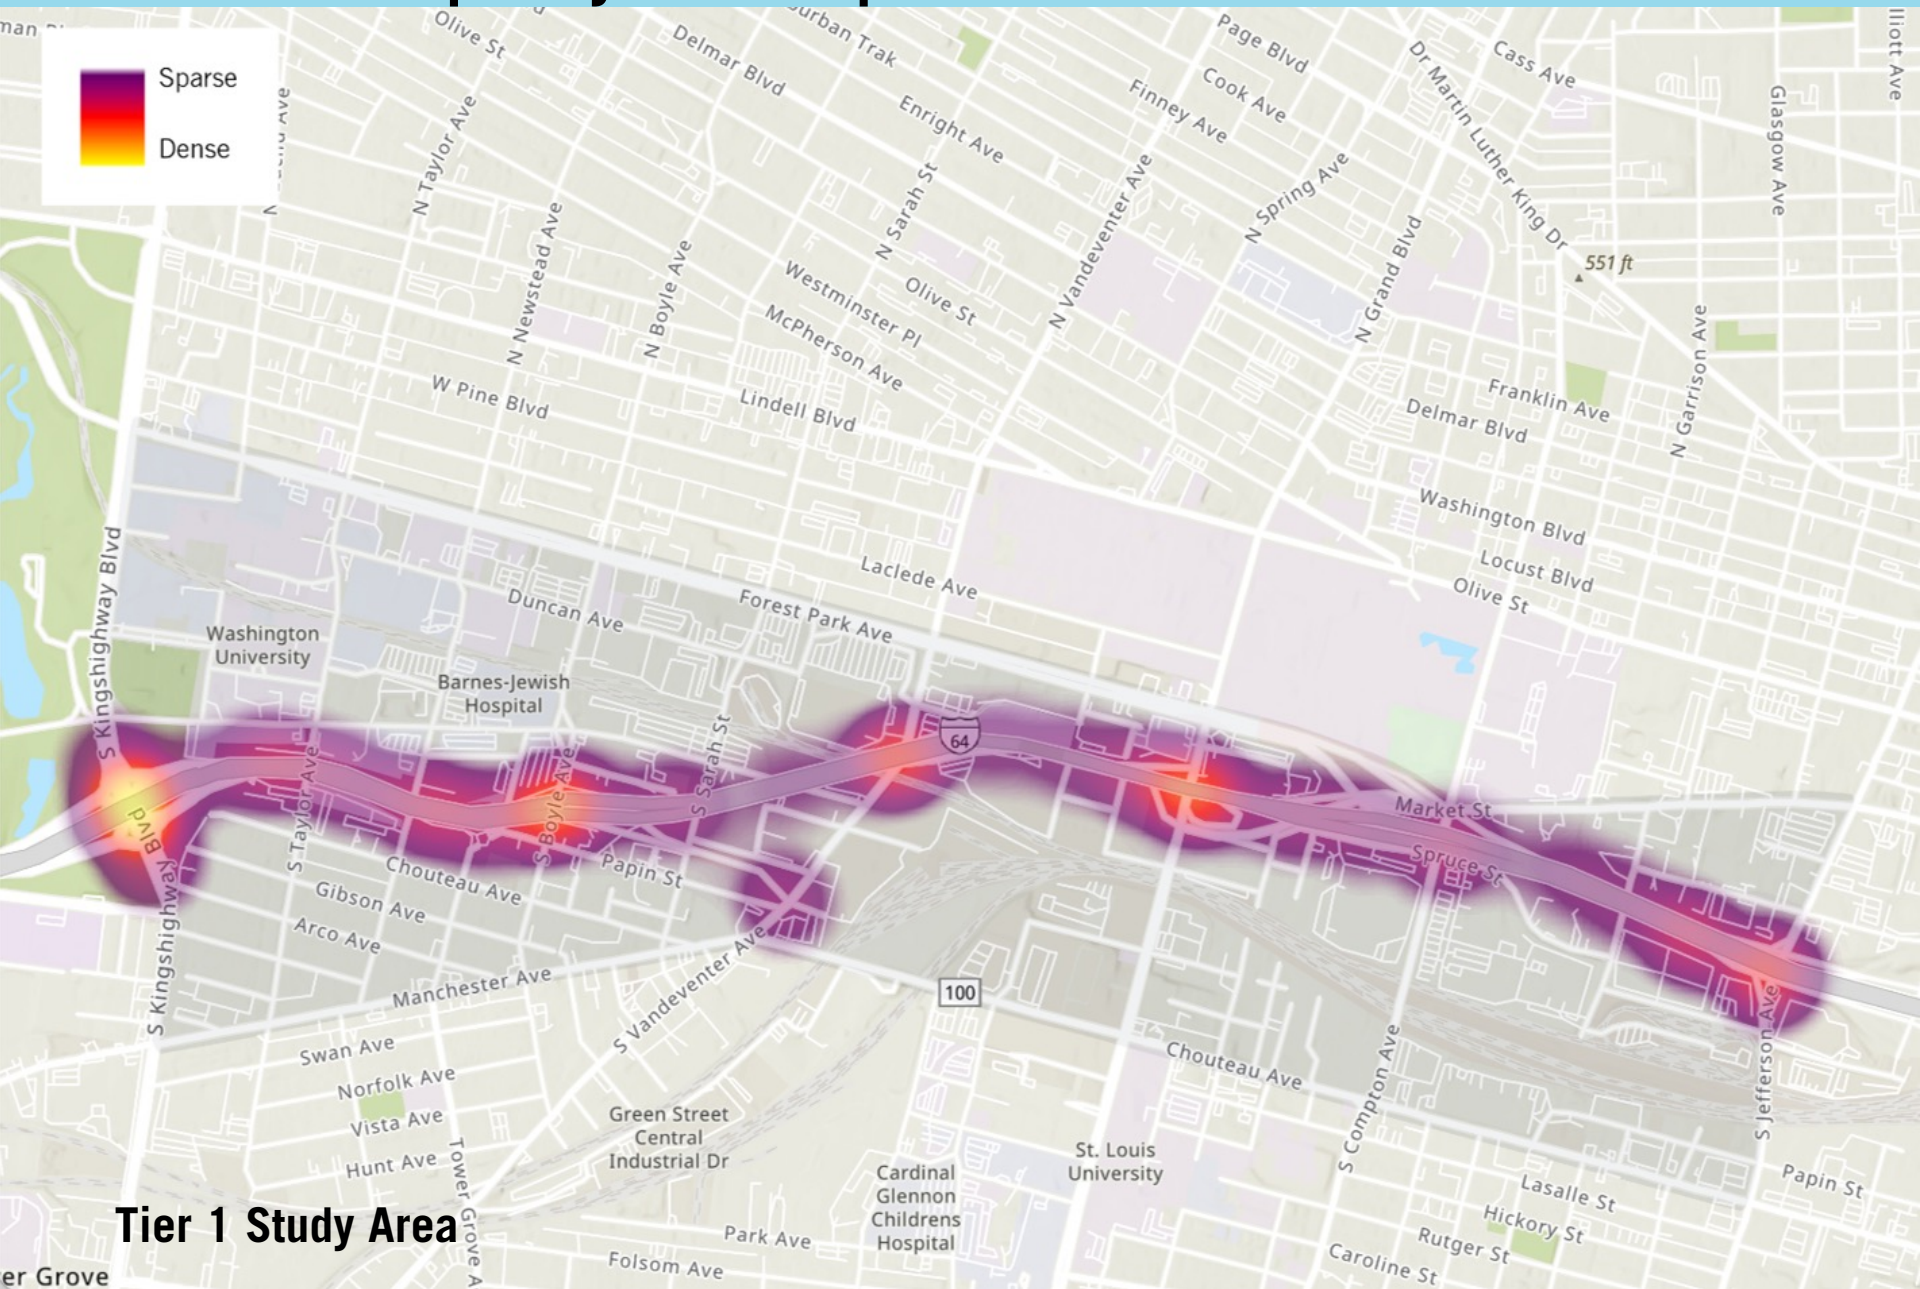 Sparse
Dense
Olive St
Delmar Blvd
Page Blvd
Cass Ave
Dr Martin Luther King Dr
Cook Ave
Finney Ave
Enright Ave
Glasgow Ave
N Taylor Ave
N Newstead Ave
N Boyle Ave
N Sarah St
N Vandeventer Ave
N Spring Ave
N Grand Blvd
551 ft
N Garrison Ave
Westminster Pl
Olive St
McPherson Ave
W Pine Blvd
Lindell Blvd
Franklin Ave
Delmar Blvd
Washington Blvd
Locust Blvd
Olive St
Laclede Ave
Forest Park Ave
Duncan Ave
S Kingshighway Blvd
Washington
University
Barnes-Jewish
Hospital
S Sarah St
64
S Taylor Ave
S Boyle Ave
Blvd
Market St
Spruce St
Papin St
Chouteau Ave
Gibson Ave
Arco Ave
Manchester Ave
S Kingshighway
S Vandeventer Ave
100
Chouteau Ave
S Compton Ave
S Jefferson Ave
Swan Ave
Norfolk Ave
Vista Ave
Hunt Ave
Tower Grove A
Green Street
Central
Industrial Dr
Cardinal
Glennon
Childrens
Hospital
St. Louis
University
Papin St
Lasalle St
Hickory St
Rutger St
Caroline St
Park Ave
Folsom Ave
Tier 1 Study Area
er Grove